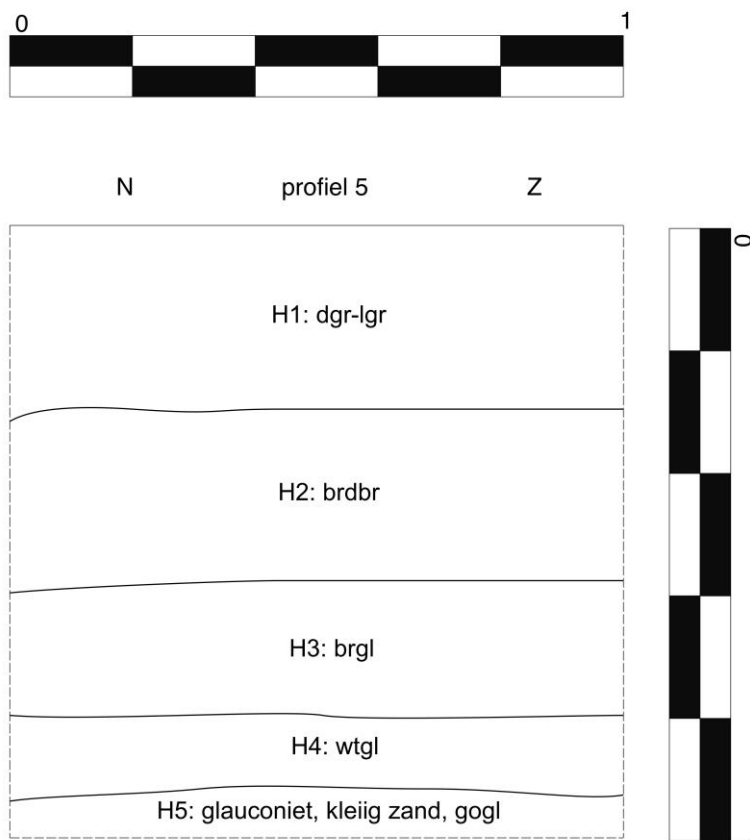 0 1
N profiel 5 Z
0
H1: dgr-lgr
H2: brdbr
H3: brgl
H4: wtgl
H5: glauconiet, kleiig zand, gogl